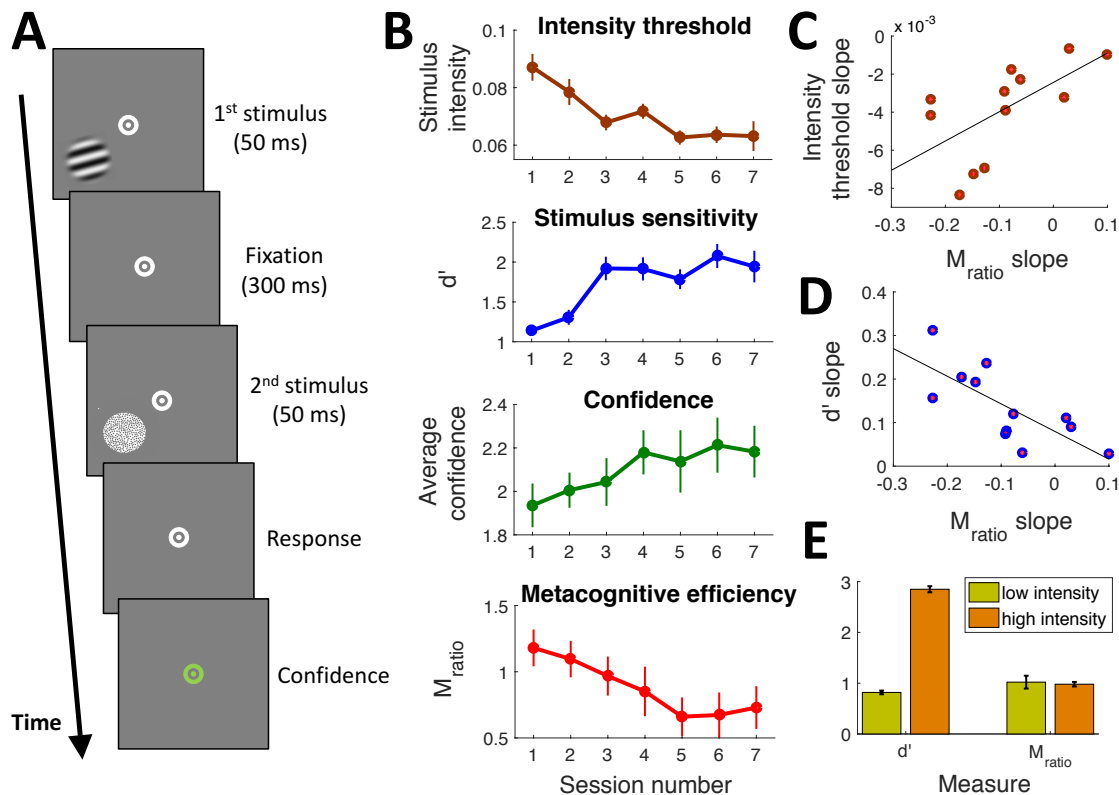 A
1st stimulus
(50 ms)
Fixation
(300 ms)
2nd stimulus
(50 ms)
Response
Confidence
Time
B
Intensity threshold
Stimulus
intensity
0.1
0.08
0.06
1 2 3 4 5 6 7
Stimulus sensitivity
d'
2.5
2
1.5
1
1 2 3 4 5 6 7
Confidence
Average
confidence
2.4
2.2
2
1.8
1 2 3 4 5 6 7
Metacognitive efficiency
Mratio
1.5
1
0.5
1 2 3 4 5 6 7
Session number
C
× 10-3
Intensity
threshold slope
0
-2
-4
-6
-8
-0.3 -0.2 -0.1 0 0.1
Mratio slope
D
d' slope
0.4
0.3
0.2
0.1
0
-0.3 -0.2 -0.1 0 0.1
Mratio slope
E
3
2
1
0
low intensity
high intensity
d' Mratio
Measure